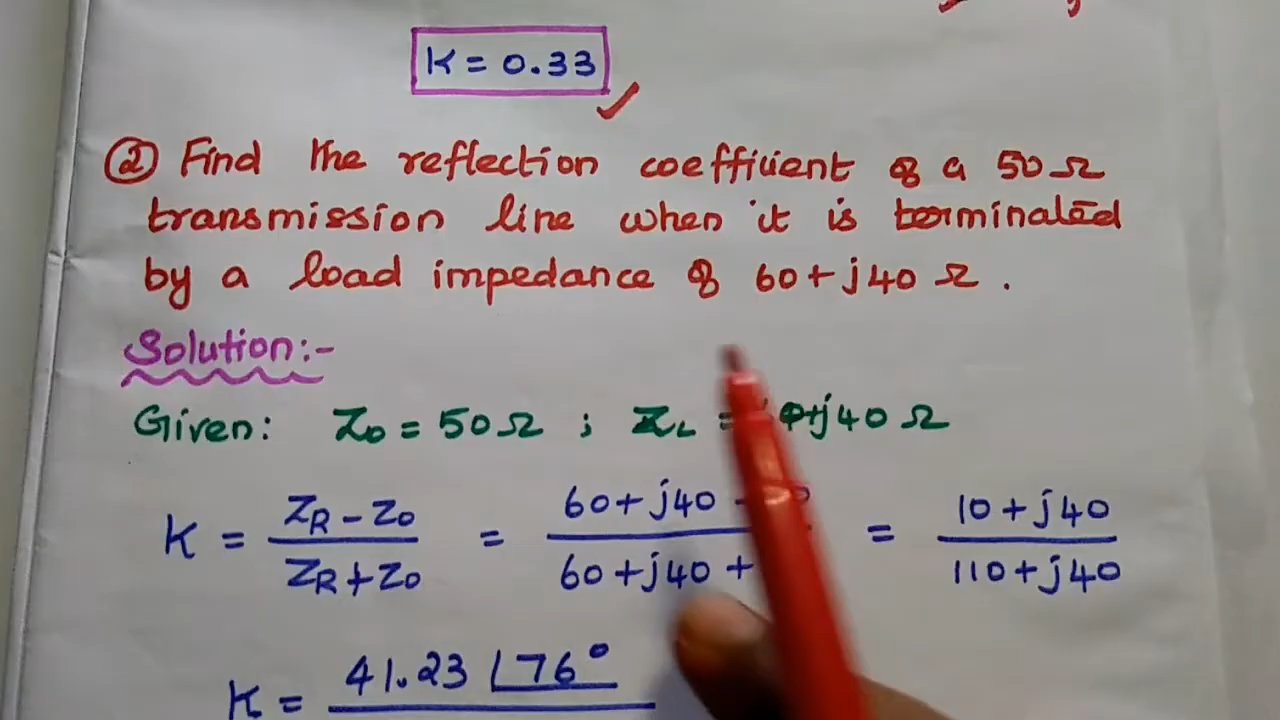 K = 0.33
② Find the reflection coefficient of a 50Ω
transmission line when it is terminated
by a load impedance of 60+j40 Ω.
Solution:-
Given: Z0 = 50Ω ; ZL = +j40 Ω
K = ZR - Z0 / ZR + Z0 = 60+j40 / 60+j40 + = 10+j40 / 110+j40
K = 41.23 ∠76°